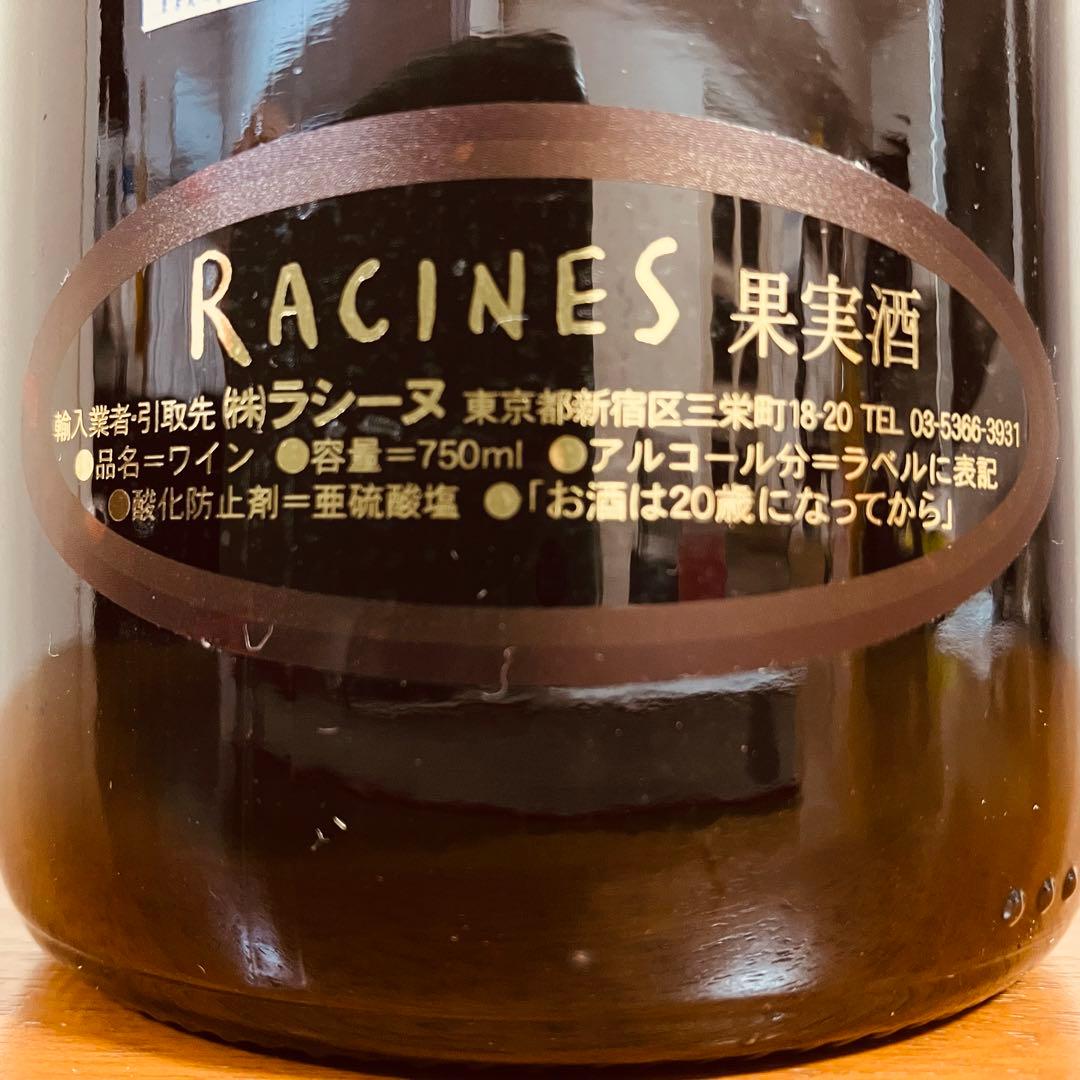 RACINES 果実酒
輸入業者・引取先 ㈱ラシーヌ 東京都新宿区三栄町18-20 TEL 03-5366-3931
●品名=ワイン ●容量=750ml ●アルコール分=ラベルに表記
●酸化防止剤=亜硫酸塩 ●「お酒は20歳になってから」